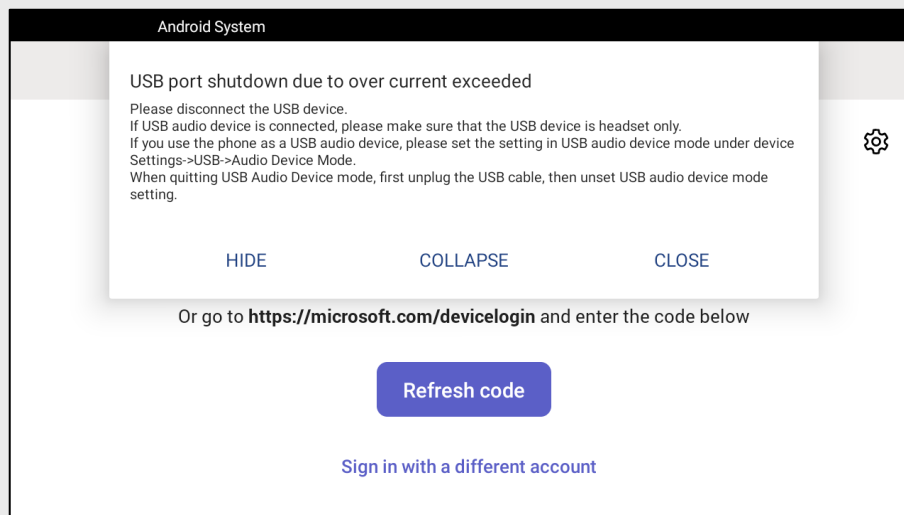 Android System
USB port shutdown due to over current exceeded
Please disconnect the USB device.
If USB audio device is connected, please make sure that the USB device is headset only.
If you use the phone as a USB audio device, please set the setting in USB audio device mode under device
Settings->USB->Audio Device Mode.
When quitting USB Audio Device mode, first unplug the USB cable, then unset USB audio device mode
setting.
HIDE COLLAPSE CLOSE
Or go to https://microsoft.com/devicelogin and enter the code below
Refresh code
Sign in with a different account